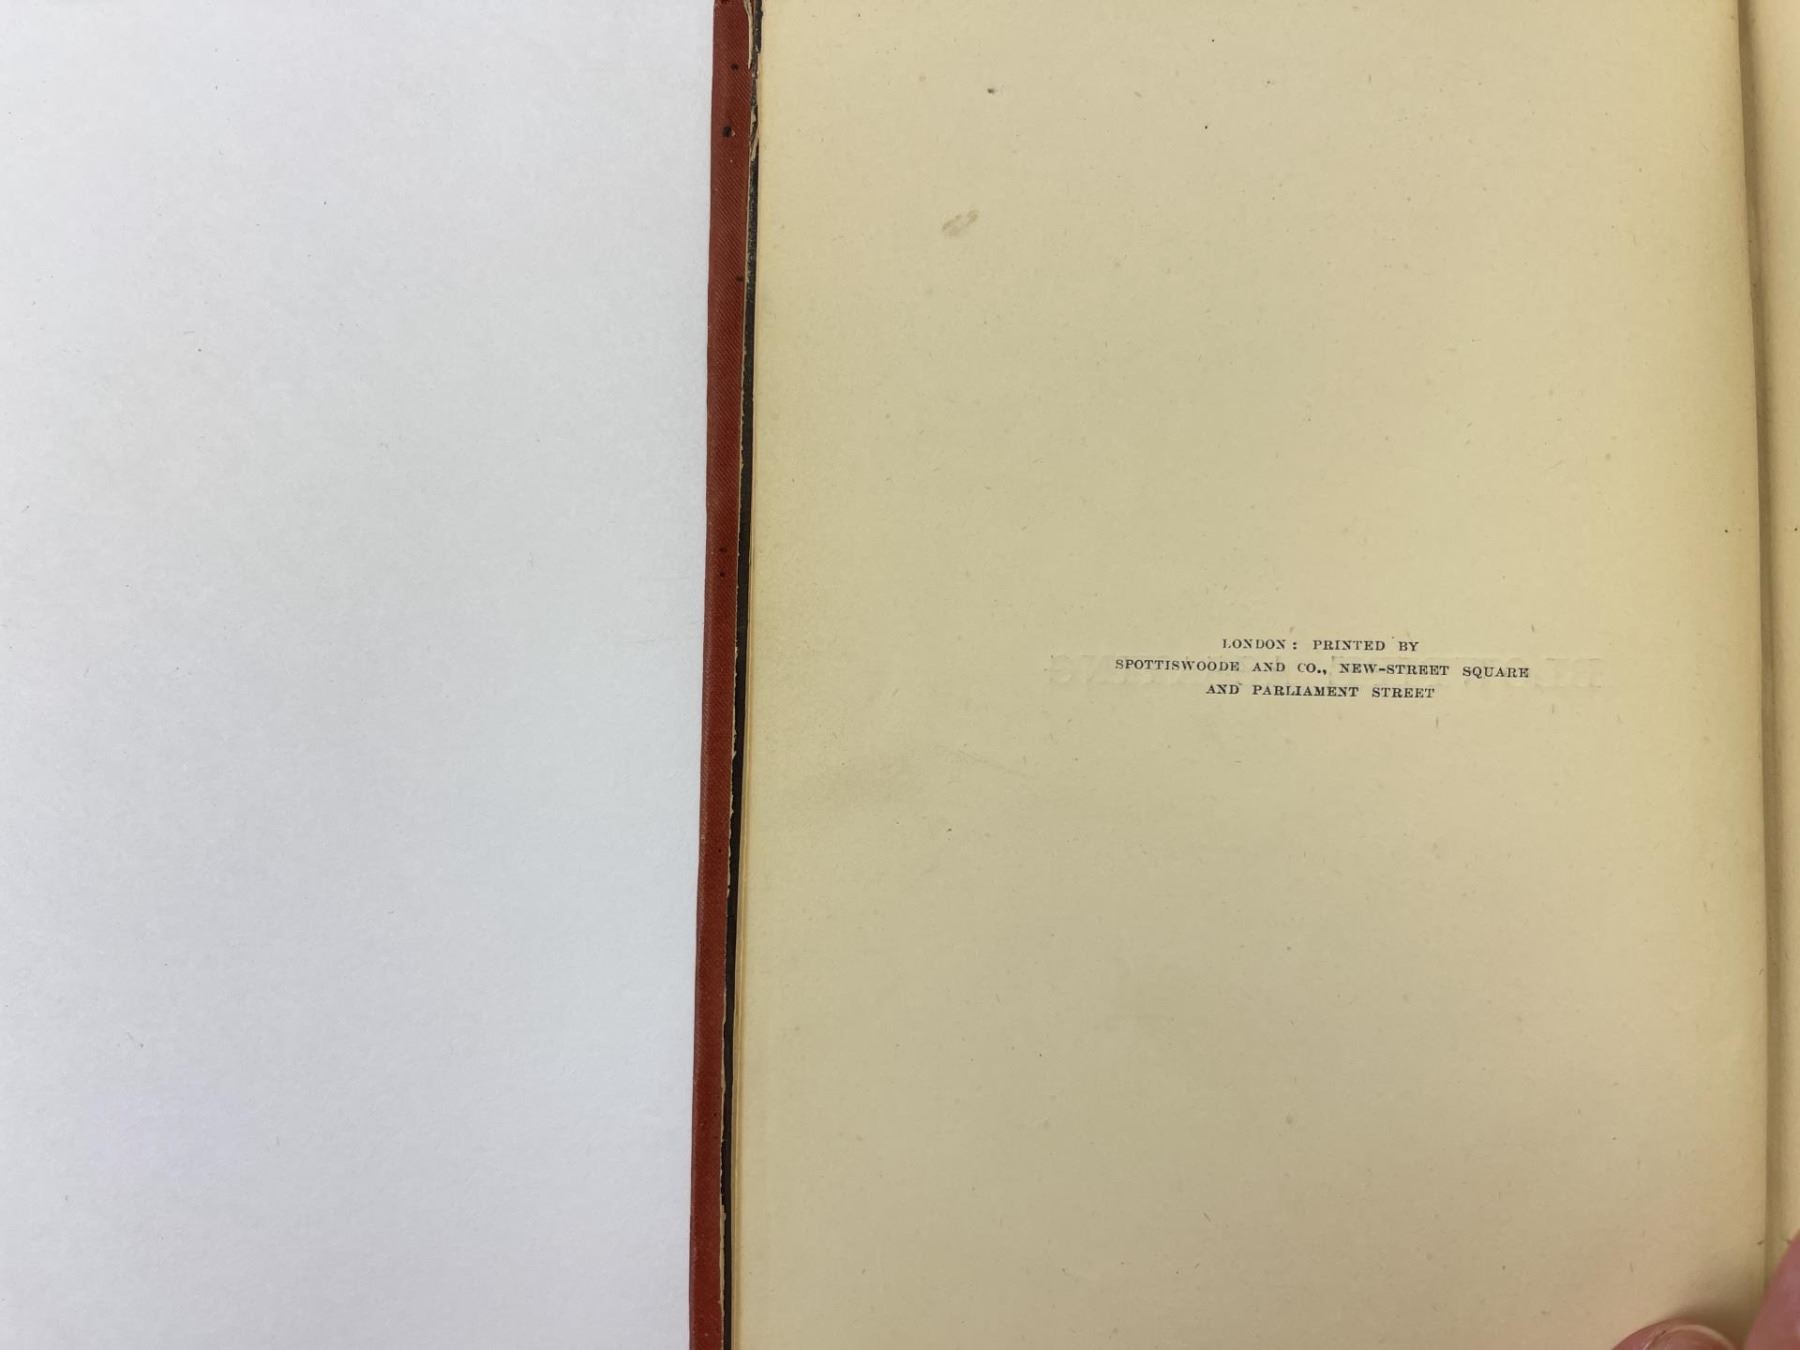 LONDON : PRINTED BY
SPOTTISWOODE AND CO., NEW-STREET SQUARE
AND PARLIAMENT STREET